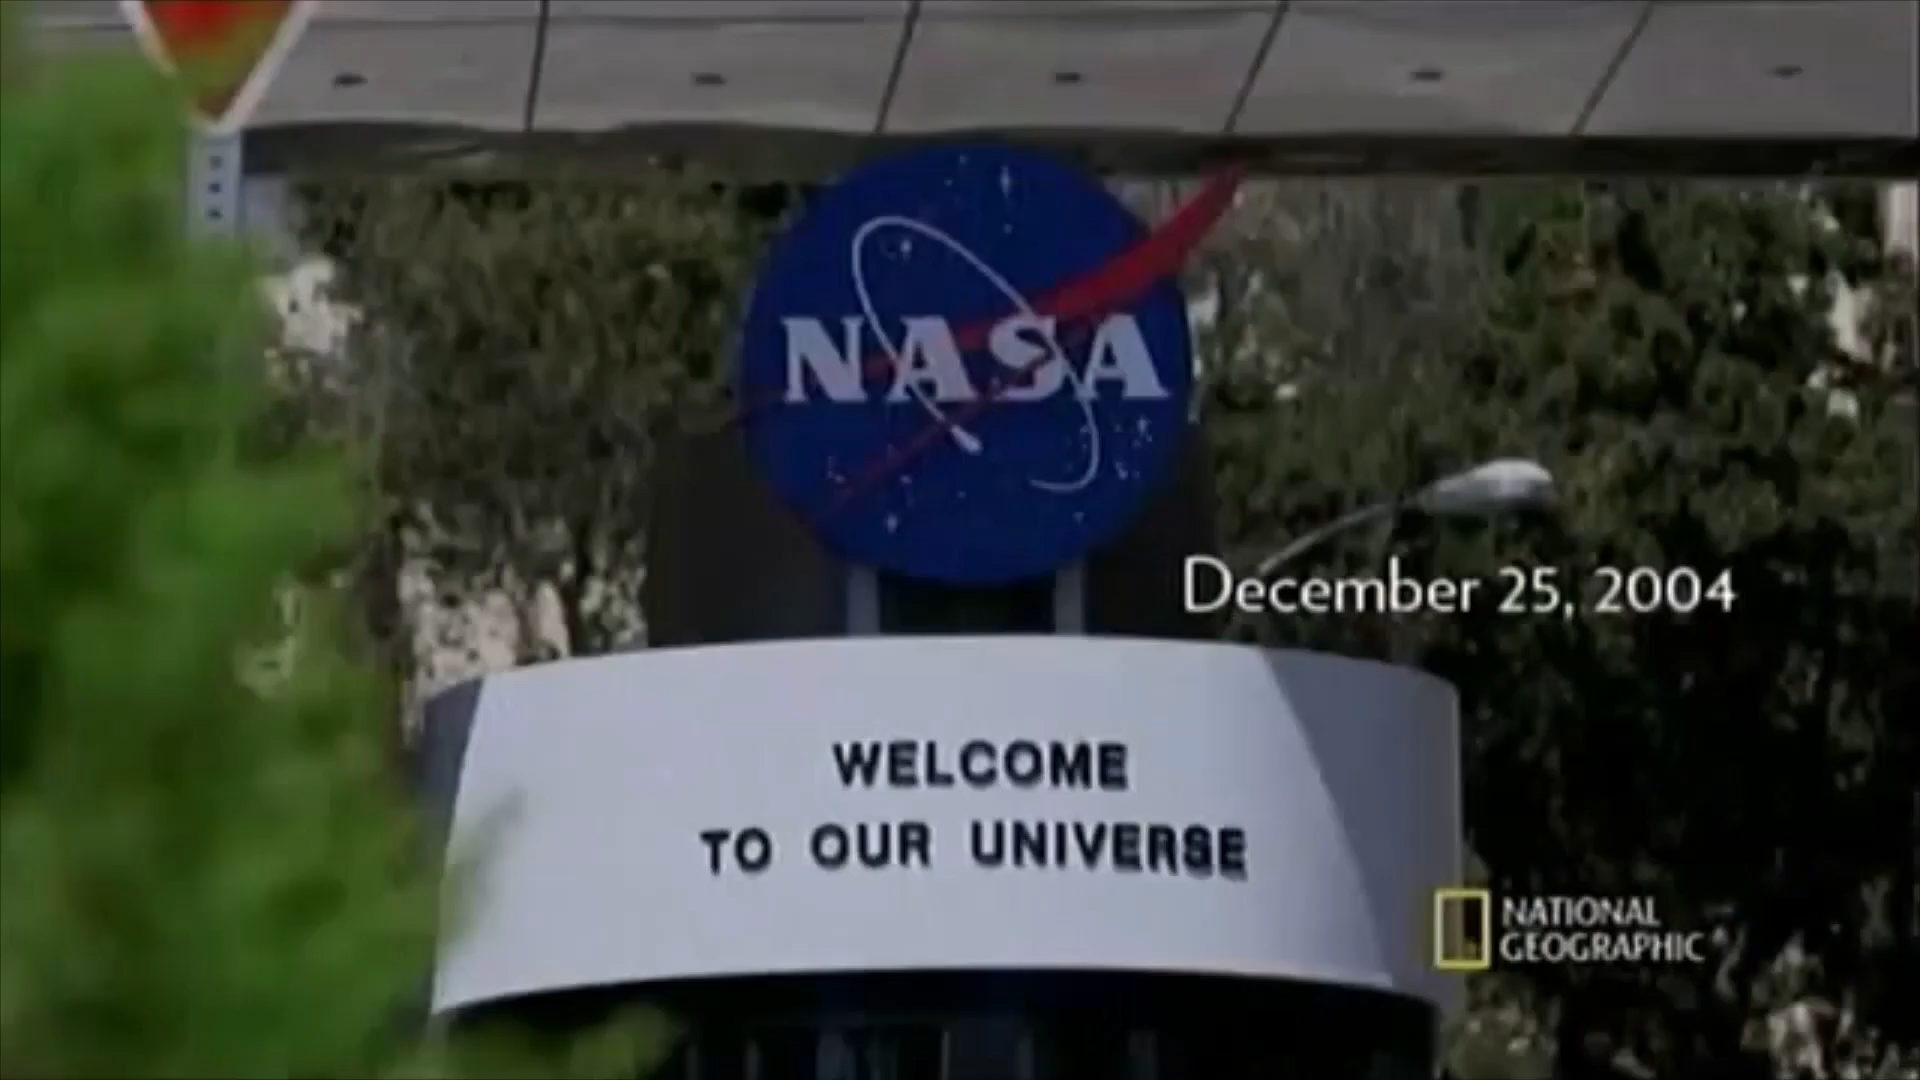 NASA
December 25, 2004
WELCOME
TO OUR UNIVERSE
NATIONAL
GEOGRAPHIC